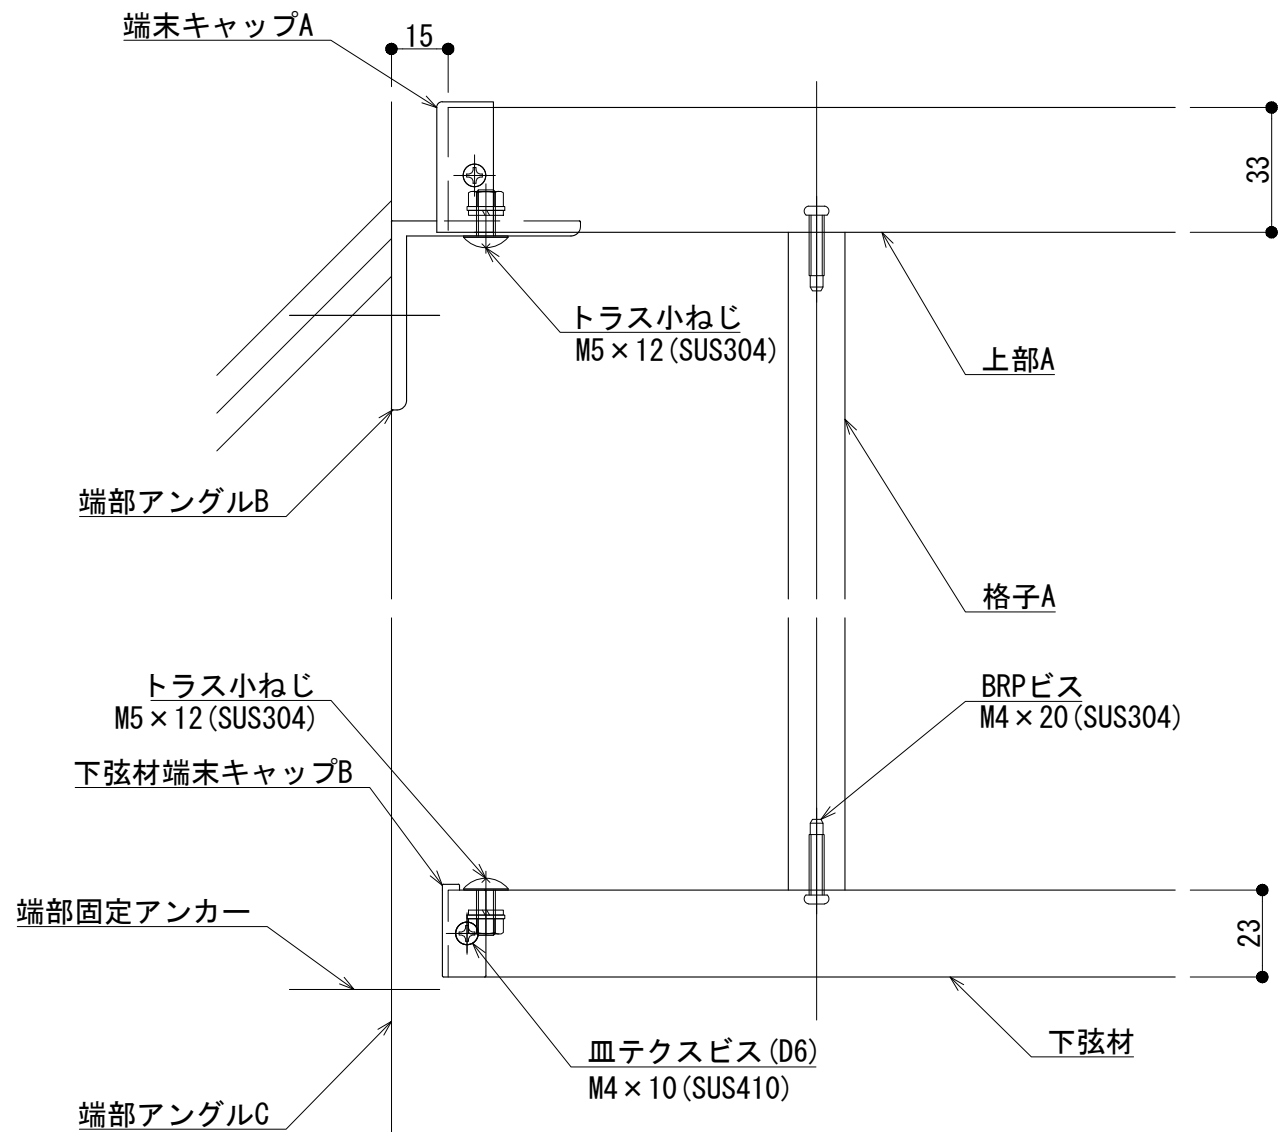 端末キャップA
15
33
トラス小ねじ
M5×12(SUS304)
上部A
端部アングルB
格子A
トラス小ねじ
M5×12(SUS304)
BRPビス
M4×20(SUS304)
下弦材端末キャップB
端部固定アンカー
23
下弦材
皿テクスビス(D6)
M4×10(SUS410)
端部アングルC